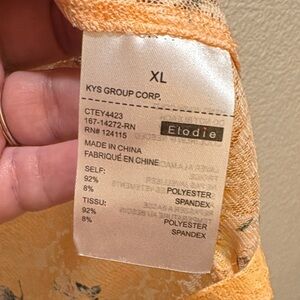 XL
KYS GROUP CORP.
CTEY4423
167-14272-RN
RN# 124115
Elodie
MADE IN CHINA
FABRIQUÉ EN CHINE
SELF:
92% POLYESTER
8% SPANDEX
TISSU:
92% POLYESTER
8% SPANDEX